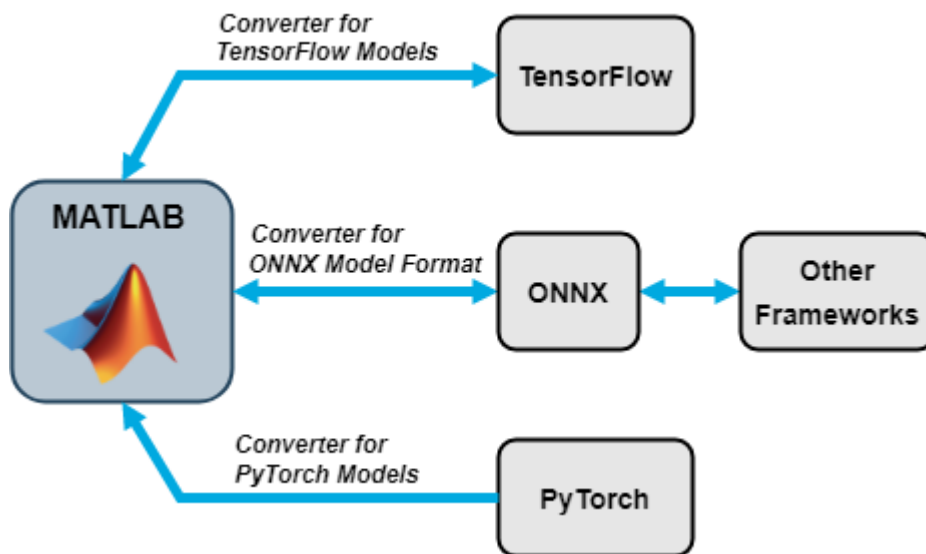 Converter for
TensorFlow Models
TensorFlow
MATLAB
Converter for
ONNX Model Format
ONNX
Other
Frameworks
Converter for
PyTorch Models
PyTorch